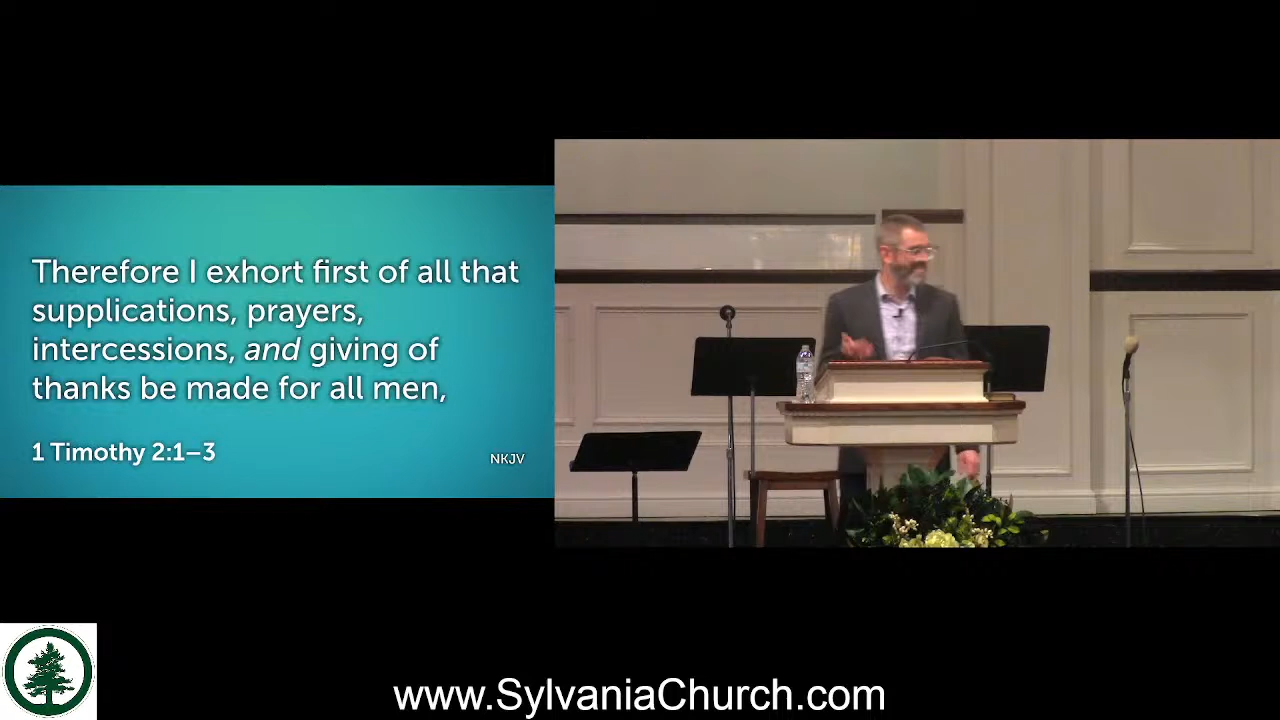 Therefore I exhort first of all that
supplications, prayers,
intercessions, and giving of
thanks be made for all men,
1 Timothy 2:1–3
NKJV
www.SylvaniaChurch.com